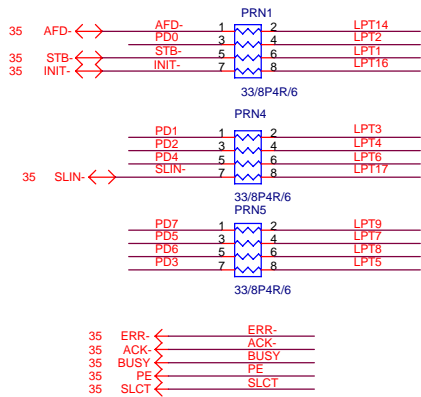 PRN1
35 AFD- AFD- 1 2 LPT14
PD0 3 4 LPT2
35 STB- STB- 5 6 LPT1
35 INIT- INIT- 7 8 LPT16
33/8P4R/6
PRN4
PD1 1 2 LPT3
PD2 3 4 LPT4
PD4 5 6 LPT6
35 SLIN- SLIN- 7 8 LPT17
33/8P4R/6
PRN5
PD7 1 2 LPT9
PD5 3 4 LPT7
PD6 5 6 LPT8
PD3 7 8 LPT5
33/8P4R/6
35 ERR- ERR-
35 ACK- ACK-
35 BUSY BUSY
35 PE PE
35 SLCT SLCT